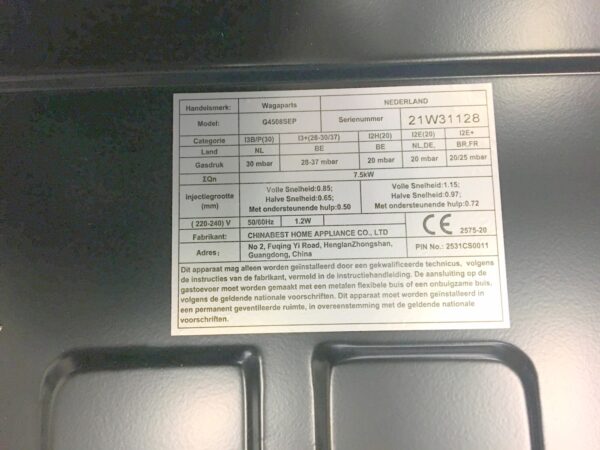 Handelsmerk: Wagaparts NEDERLAND
Model: G4508SEP Serienummer 21W31128
Categorie I3B/P(30) I3+(28-30/37) I2H(20) I2E(20) I2E+
Land NL BE BE NL,DE, BR,FR
Gasdruk 30 mbar 28-37 mbar 20 mbar 20 mbar 20/25 mbar
ΣQn 7.5kW
Injectiegrootte (mm) Volle Snelheid:0.85; Volle Snelheid:1.15;
Halve Snelheid:0.65; Halve Snelheid:0.97;
Met ondersteunende hulp:0.50 Met ondersteunende hulp:0.72
( 220-240) V 50/60Hz 1.2W CE 2575-20
Fabrikant: CHINABEST HOME APPLIANCE CO., LTD
Adres: No 2, Fuqing Yi Road, HenglanZhongshan, PIN No.: 2531CS0011
Guangdong, China
Dit apparaat mag alleen worden geïnstalleerd door een gekwalificeerde technicus, volgens
de instructies van de fabrikant, vermold in de instructiehandleiding. De aansluiting op de
gastoevoer moet worden gemaakt met een metalen flexibele buis of een onbuigzame buis,
volgens de geldende nationale voorschriften. Dit apparaat moet worden geïnstalleerd in
een permanent geventileerde ruimte, in overeenstemming met de geldende nationale
voorschriften.